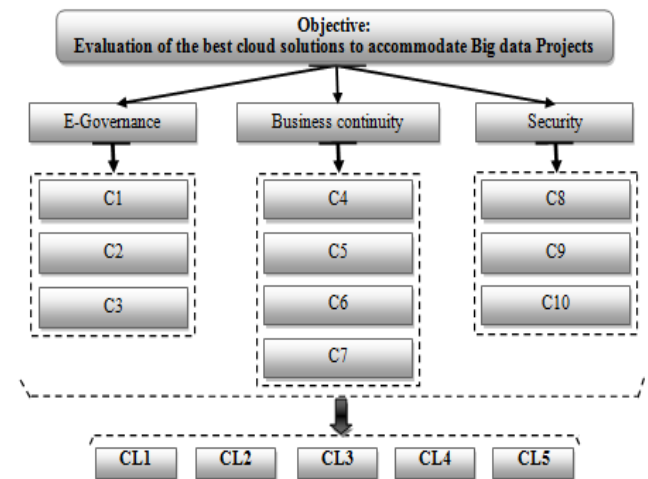 Objective:
Evaluation of the best cloud solutions to accommodate Big data Projects
E-Governance
Business continuity
Security
C1
C2
C3
C4
C5
C6
C7
C8
C9
C10
CL1
CL2
CL3
CL4
CL5